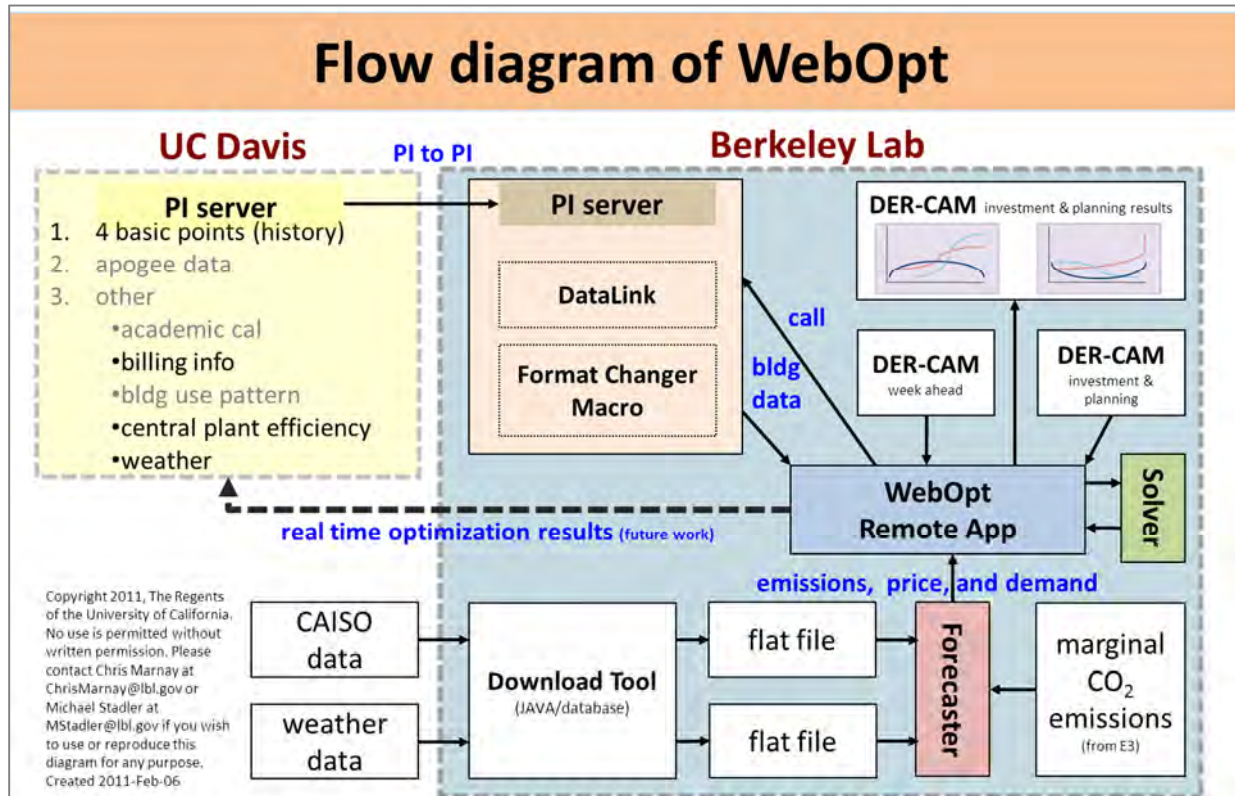 Flow diagram of WebOpt
UC Davis
PI to PI
Berkeley Lab
PI server
1. 4 basic points (history)
2. apogee data
3. other
•academic cal
•billing info
•bldg use pattern
•central plant efficiency
•weather
PI server
DataLink
Format Changer
Macro
call
bldg
data
DER-CAM investment & planning results
DER-CAM
week ahead
DER-CAM
investment &
planning
WebOpt
Remote App
Solver
real time optimization results (future work)
emissions, price, and demand
Copyright 2011, The Regents
of the University of California.
No use is permitted without
written permission. Please
contact Chris Marnay at
ChrisMarnay@lbl.gov or
Michael Stadler at
MStadler@lbl.gov if you wish
to use or reproduce this
diagram for any purpose.
Created 2011-Feb-06
CAISO
data
weather
data
Download Tool
(JAVA/database)
flat file
flat file
Forecaster
marginal
CO2
emissions
(from E3)